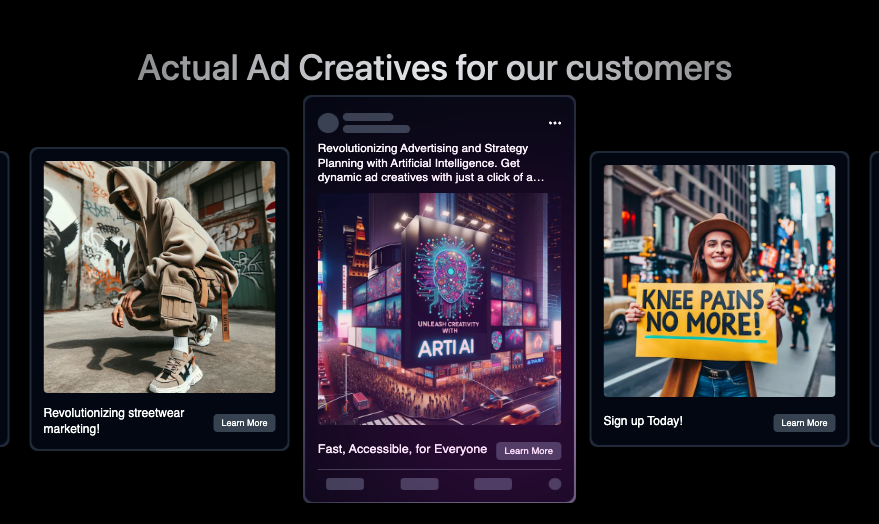 Actual Ad Creatives for our customers
Revolutionizing Advertising and Strategy
Planning with Artificial Intelligence. Get
dynamic ad creatives with just a click of a…
UNLEASH CREATIVITY
WITH
ARTI AI
Fast, Accessible, for Everyone
Learn More
Revolutionizing streetwear
marketing!
Learn More
KNEE PAINS
NO MORE!
Sign up Today!
Learn More